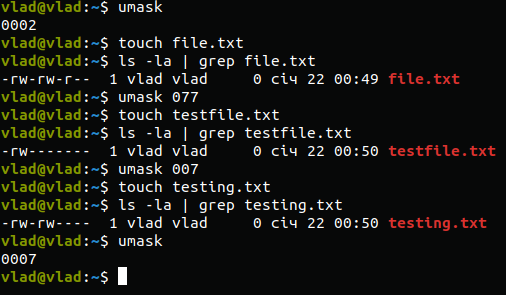 vlad@vlad:~$ umask
0002
vlad@vlad:~$ touch file.txt
vlad@vlad:~$ ls -la | grep file.txt
-rw-rw-r--  1 vlad vlad     0 січ 22 00:49 file.txt
vlad@vlad:~$ umask 077
vlad@vlad:~$ touch testfile.txt
vlad@vlad:~$ ls -la | grep testfile.txt
-rw-------  1 vlad vlad     0 січ 22 00:50 testfile.txt
vlad@vlad:~$ umask 007
vlad@vlad:~$ touch testing.txt
vlad@vlad:~$ ls -la | grep testing.txt
-rw-rw----  1 vlad vlad     0 січ 22 00:50 testing.txt
vlad@vlad:~$ umask
0007
vlad@vlad:~$